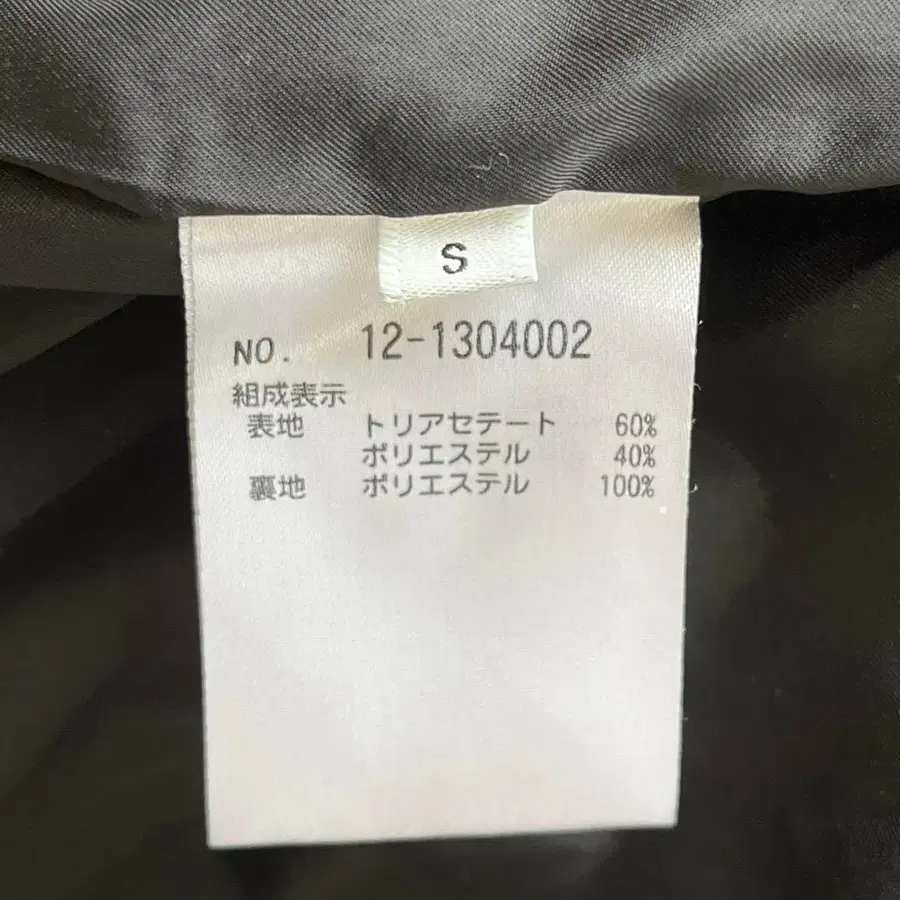 S
NO. 12-1304002
組成表示
表地 トリアセテート 60%
ポリエステル 40%
裏地 ポリエステル 100%